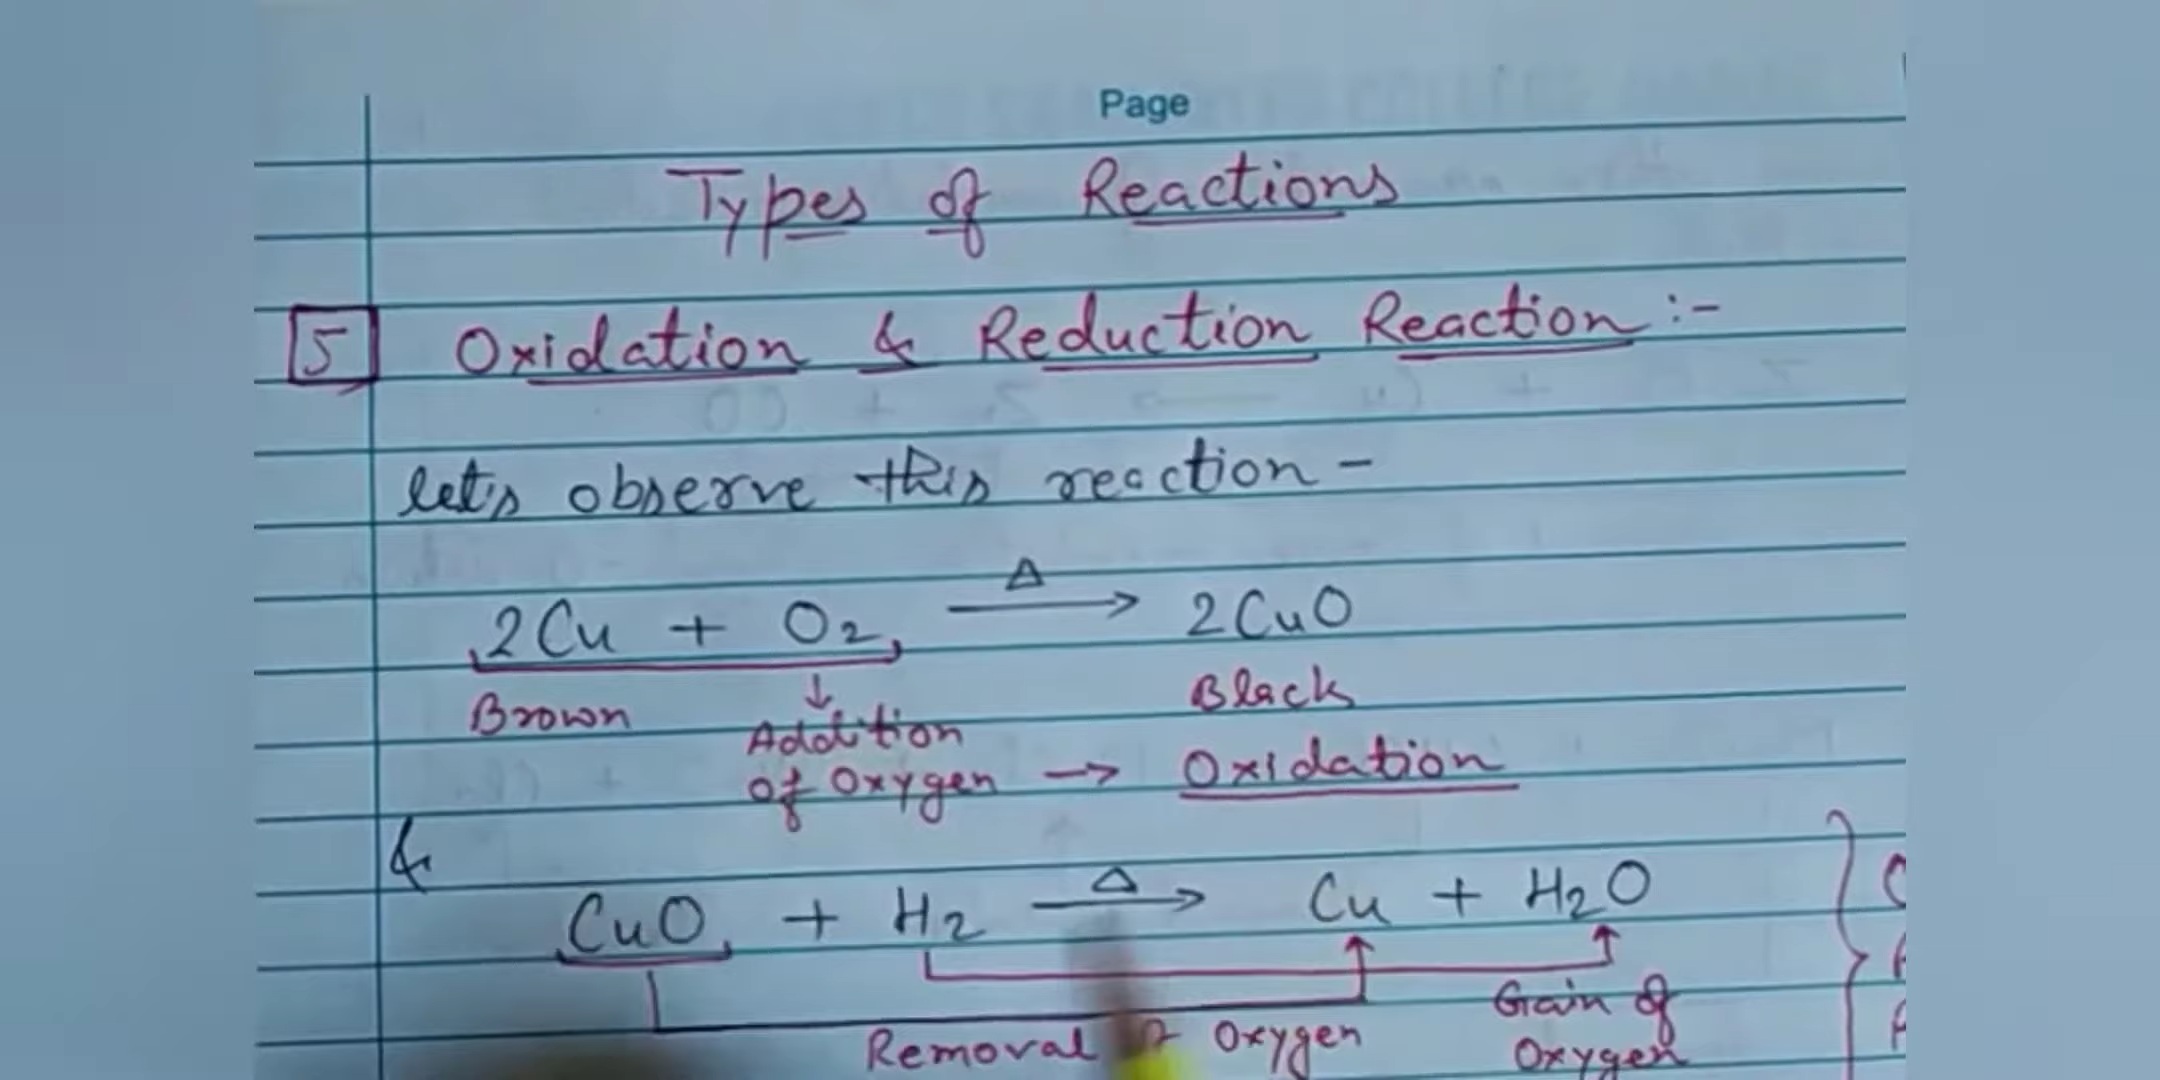 Page
Types of Reactions
5 Oxidation & Reduction Reaction :-
let's observe this reaction -
2Cu + O2 Δ → 2CuO
Brown ↓ Black
Addition
of Oxygen → Oxidation
&
CuO + H2 Δ → Cu + H2O
Removal Oxygen
Gain of
Oxygen